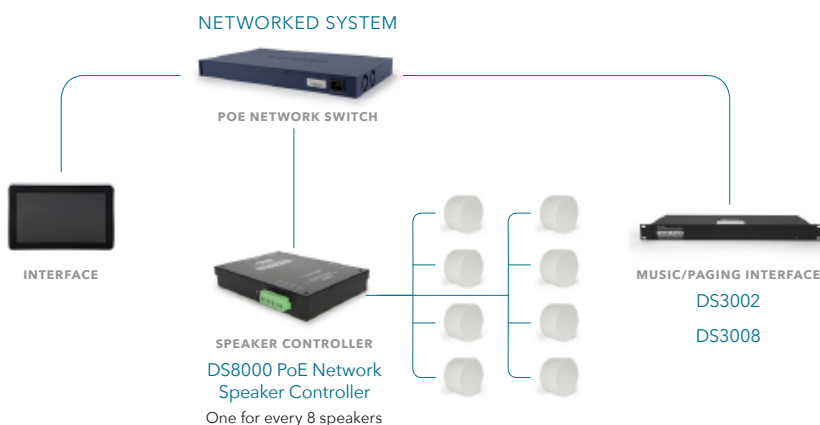 NETWORKED SYSTEM
POE NETWORK SWITCH
INTERFACE
SPEAKER CONTROLLER
DS8000 PoE Network
Speaker Controller
One for every 8 speakers
MUSIC/PAGING INTERFACE
DS3002
DS3008